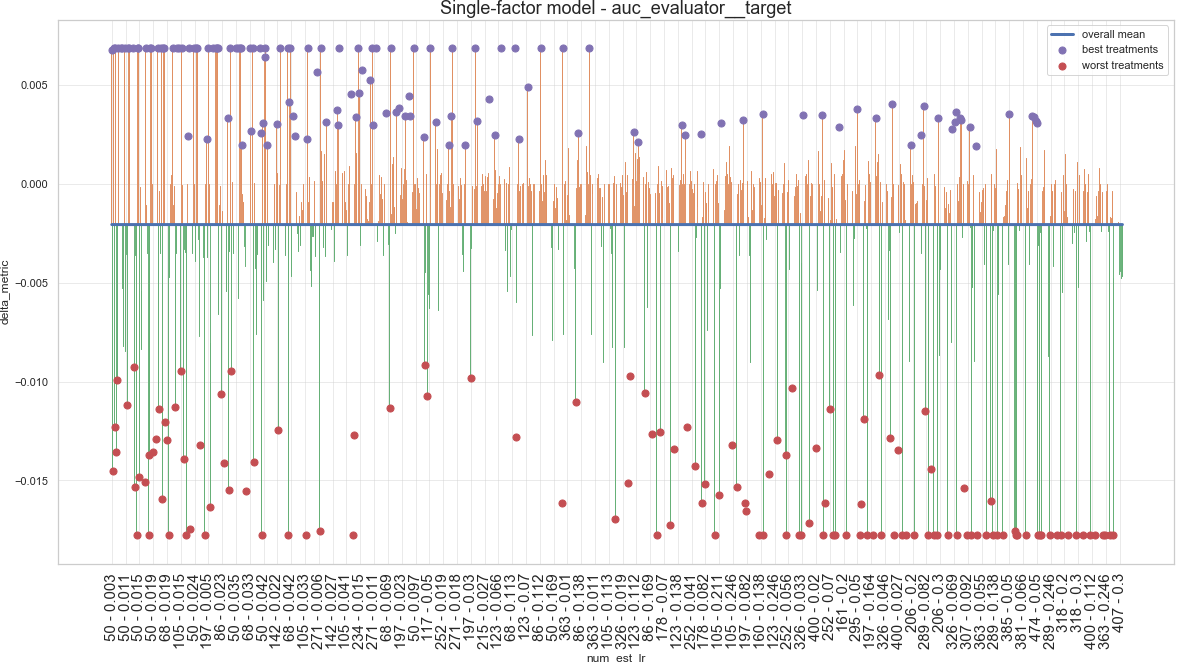 Single-factor model - auc_evaluator__target
overall mean
best treatments
worst treatments
0.005
0.000
−0.005
−0.010
−0.015
delta_metric
50 - 0.003
50 - 0.011
50 - 0.015
50 - 0.019
68 - 0.019
105 - 0.015
50 - 0.024
197 - 0.005
86 - 0.023
50 - 0.035
68 - 0.033
50 - 0.042
142 - 0.022
68 - 0.042
105 - 0.033
271 - 0.006
142 - 0.027
105 - 0.041
2334 - 0.015
271 - 0.011
68 - 0.069
197 - 0.023
50 - 0.097
117 - 0.05
252 - 0.021
271 - 0.018
197 - 0.03
215 - 0.027
123 - 0.066
68 - 0.113
123 - 0.07
86 - 0.112
50 - 0.169
363 - 0.01
86 - 0.138
363 - 0.011
105 - 0.113
326 - 0.019
123 - 0.112
86 - 0.169
178 - 0.07
123 - 0.138
252 - 0.041
178 - 0.082
105 - 0.211
105 - 0.246
197 - 0.082
160 - 0.138
123 - 0.246
252 - 0.056
326 - 0.033
400 - 0.02
252 - 0.07
161 - 0.2
295 - 0.05
197 - 0.164
326 - 0.046
400 - 0.027
206 - 0.2
289 - 0.082
206 - 0.3
326 - 0.069
307 - 0.092
363 - 0.055
289 - 0.138
385 - 0.05
381 - 0.066
474 - 0.05
289 - 0.246
318 - 0.2
318 - 0.3
400 - 0.112
363 - 0.246
407 - 0.3
num_est_lr